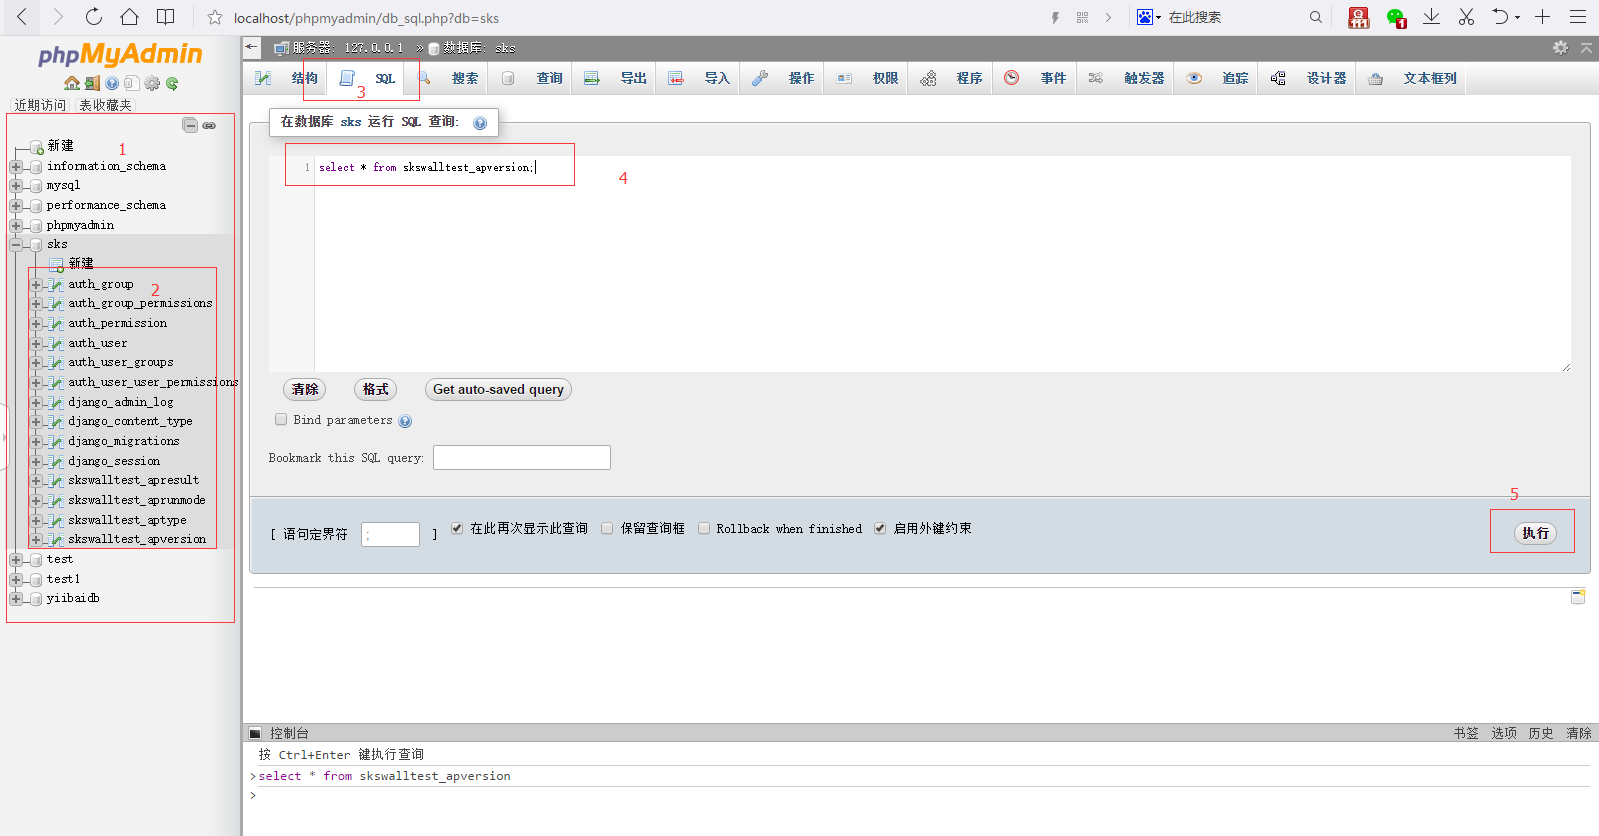 localhost/phpmyadmin/db_sql.php?db=sks
在此搜索
1
phpMyAdmin
近期访问 表收藏夹
新建
1
information_schema
mysql
performance_schema
phpmyadmin
sks
新建
auth_group
2
auth_group_permissions
auth_permission
auth_user
auth_user_groups
auth_user_user_permissions
django_admin_log
django_content_type
django_migrations
django_session
skswalltest_apresult
skswalltest_aprunmode
skswalltest_aptype
skswalltest_apversion
test
test1
yiibaidb
服务器: 127.0.0.1 » 数据库: sks
结构 SQL 搜索 查询 导出 导入 操作 权限 程序 事件 触发器 追踪 设计器 文本框列
3
在数据库 sks 运行 SQL 查询:
1 select * from skswalltest_apversion;
4
清除 格式 Get auto-saved query
Bind parameters
Bookmark this SQL query:
5
[ 语句定界符 ; ] 在此再次显示此查询 保留查询框 Rollback when finished 启用外键约束
执行
控制台 书签 选项 历史 清除
按 Ctrl+Enter 键执行查询
>select * from skswalltest_apversion
>